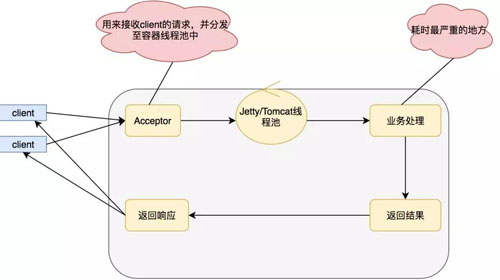 用来接收client的请求，并分发
至容器线程池中
耗时最严重的地方
client
client
Acceptor
Jetty/Tomcat线
程池
业务处理
返回响应
返回结果